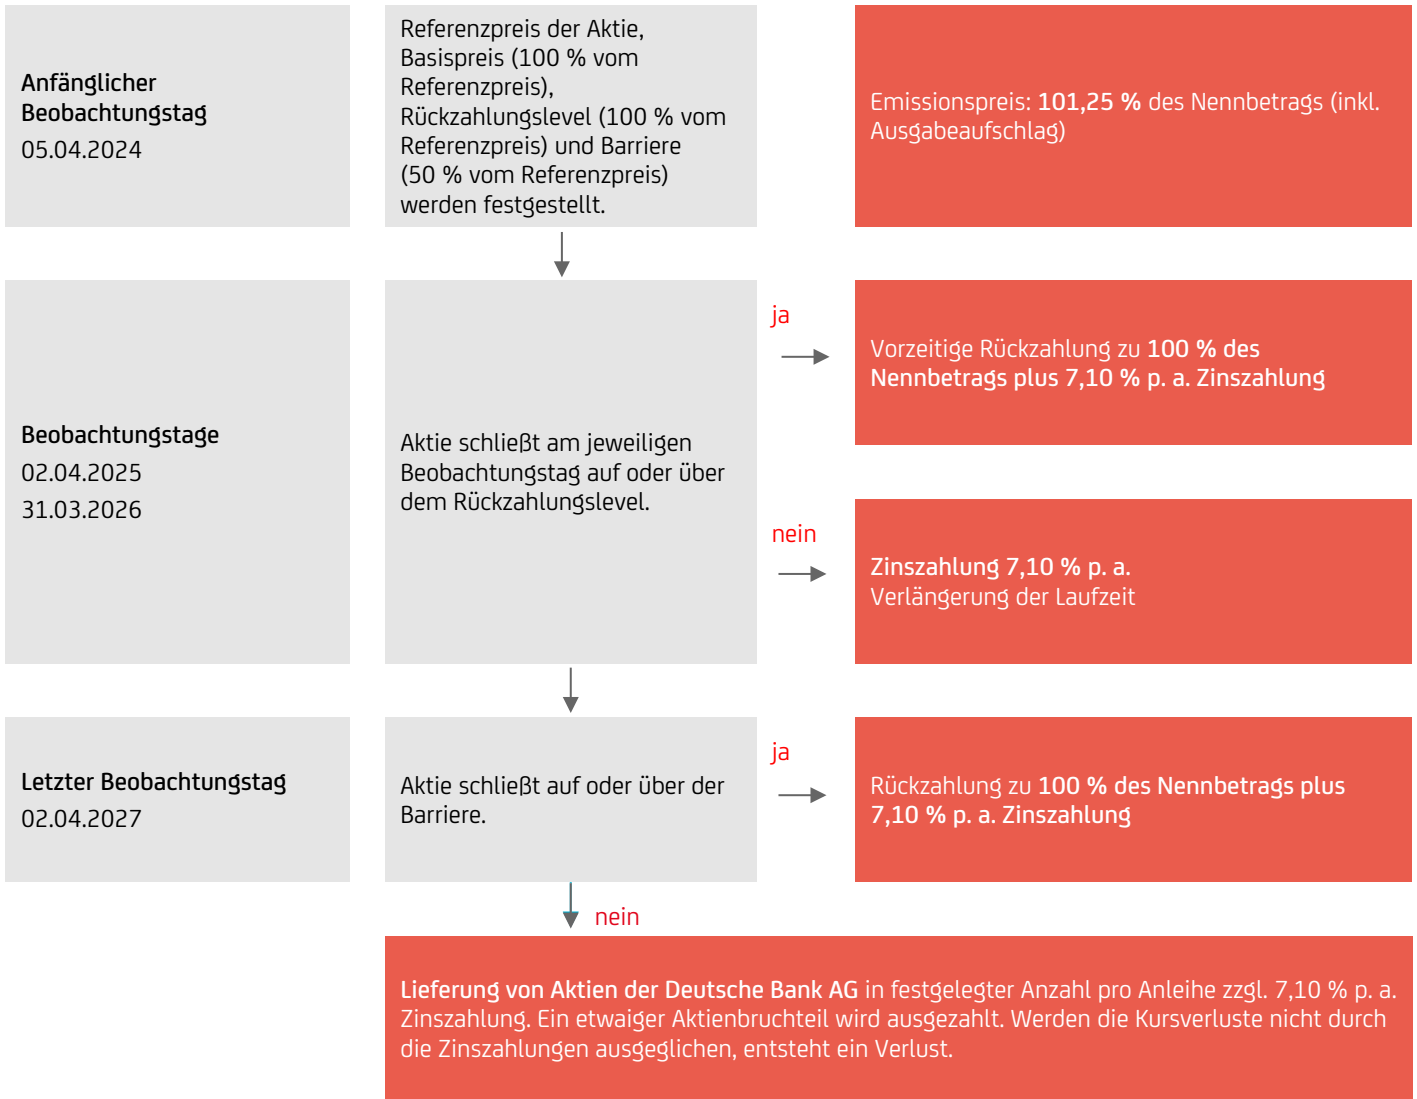 Anfänglicher
Beobachtungstag
05.04.2024
Referenzpreis der Aktie,
Basispreis (100 % vom
Referenzpreis),
Rückzahlungslevel (100 % vom
Referenzpreis) und Barriere
(50 % vom Referenzpreis)
werden festgestellt.
Emissionspreis: 101,25 % des Nennbetrags (inkl.
Ausgabeaufschlag)
Beobachtungstage
02.04.2025
31.03.2026
Aktie schließt am jeweiligen
Beobachtungstag auf oder über
dem Rückzahlungslevel.
ja
Vorzeitige Rückzahlung zu 100 % des
Nennbetrags plus 7,10 % p. a. Zinszahlung
nein
Zinszahlung 7,10 % p. a.
Verlängerung der Laufzeit
Letzter Beobachtungstag
02.04.2027
Aktie schließt auf oder über der
Barriere.
ja
Rückzahlung zu 100 % des Nennbetrags plus
7,10 % p. a. Zinszahlung
nein
Lieferung von Aktien der Deutsche Bank AG in festgelegter Anzahl pro Anleihe zzgl. 7,10 % p. a.
Zinszahlung. Ein etwaiger Aktienbruchteil wird ausgezahlt. Werden die Kursverluste nicht durch
die Zinszahlungen ausgeglichen, entsteht ein Verlust.